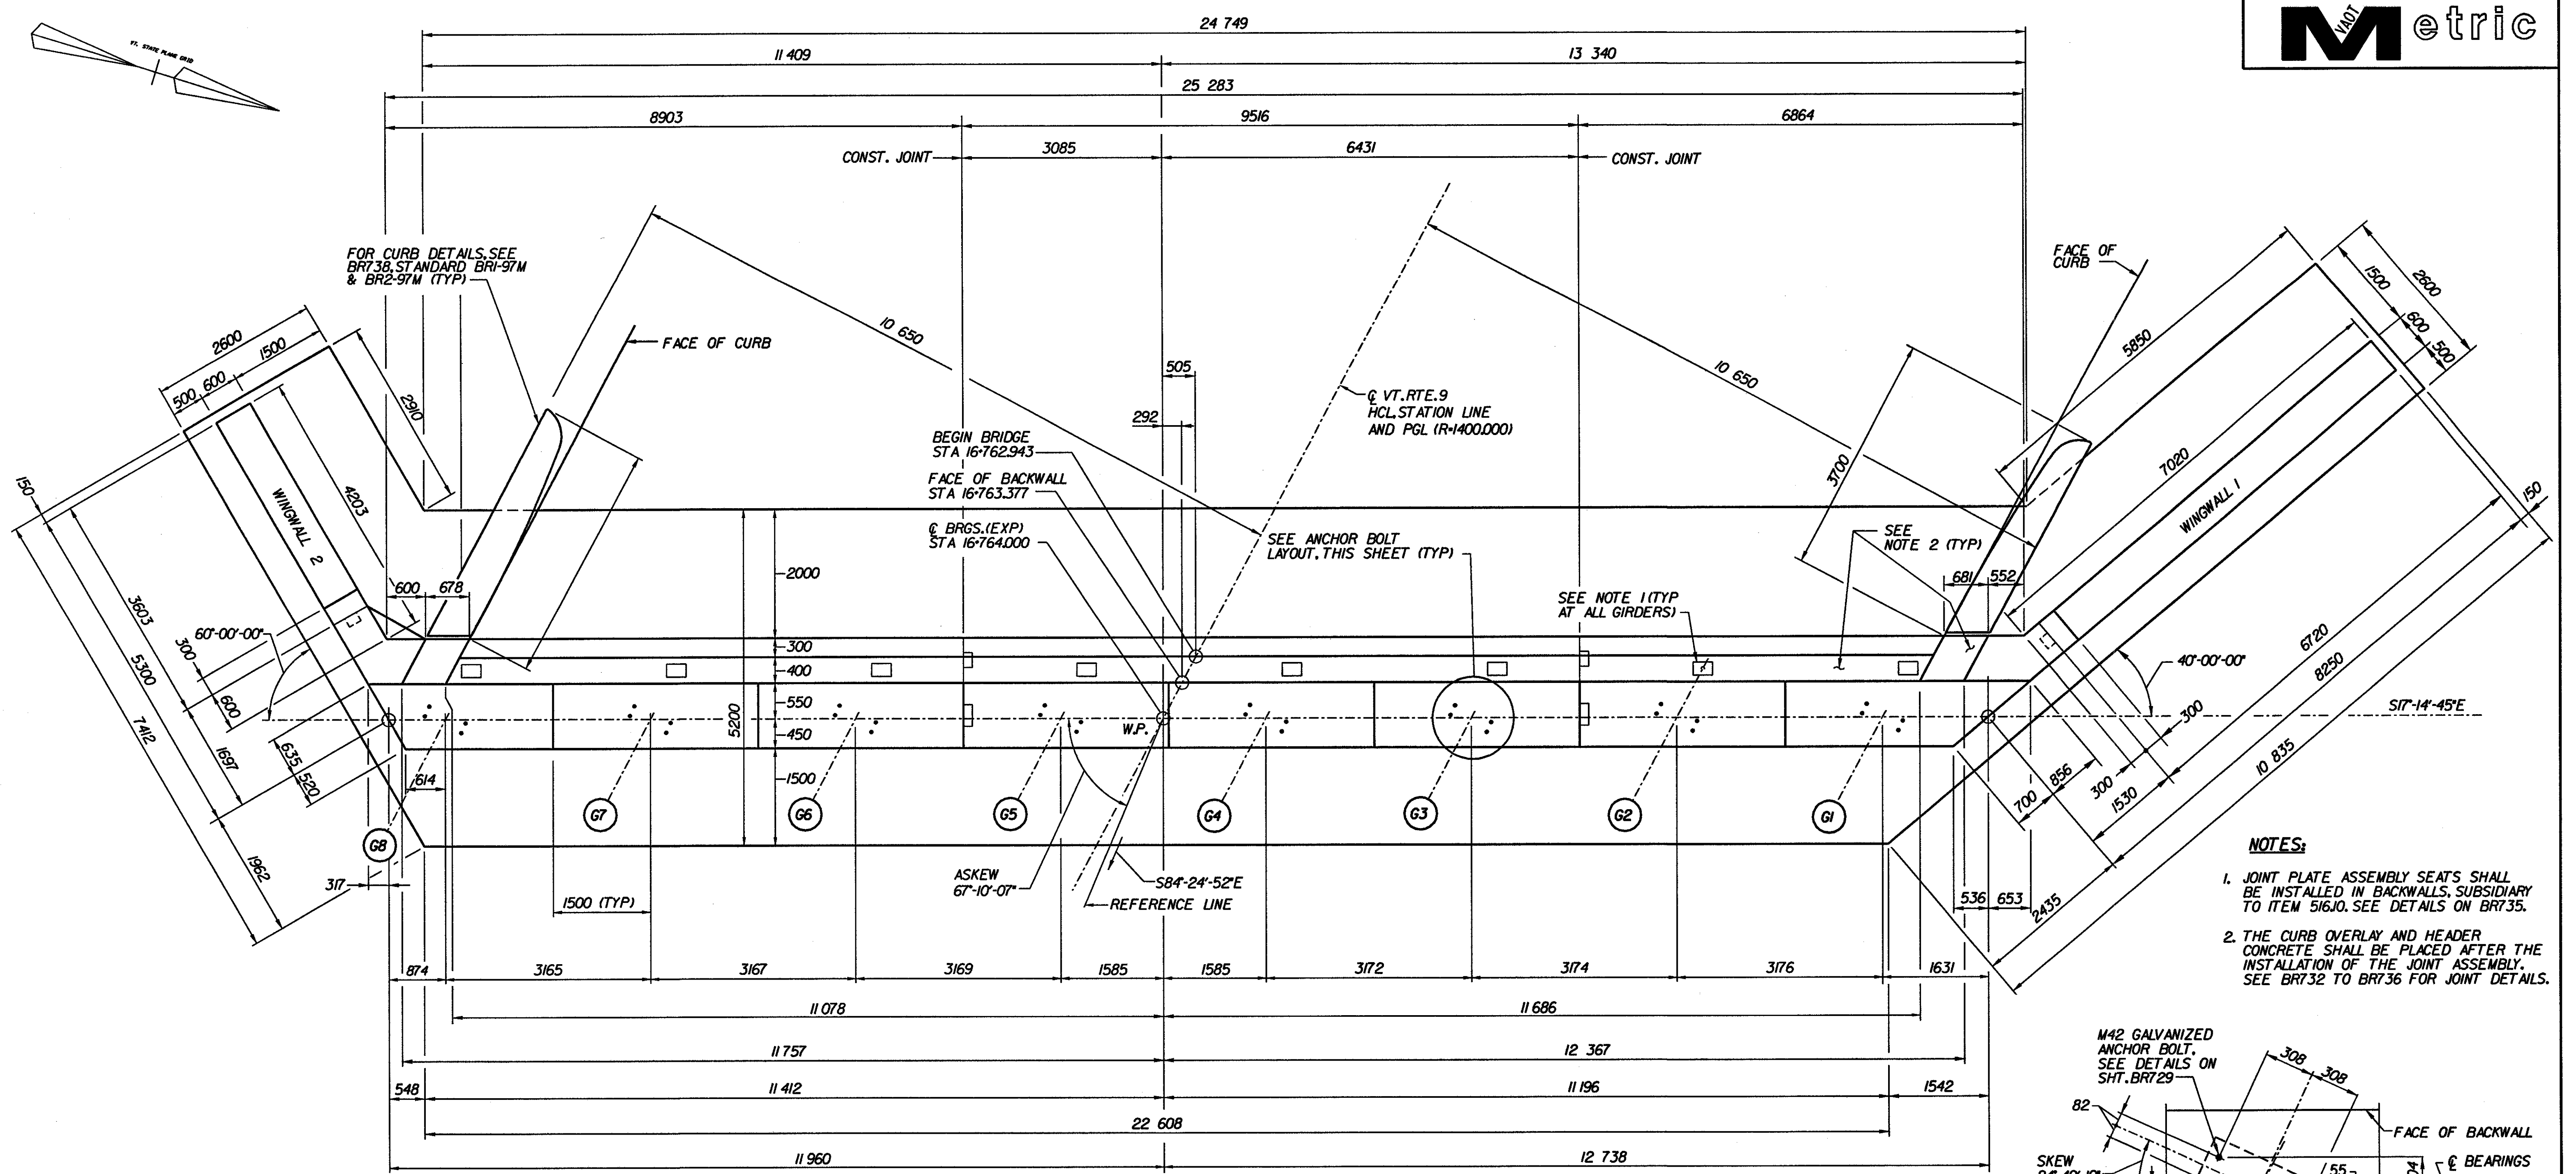 VAOT
Metric
VT. STATE PLANE GRID
24 749
11 409
13 340
25 283
8903
9516
6864
CONST. JOINT
3085
6431
CONST. JOINT
FOR CURB DETAILS, SEE
BR738, STANDARD BR1-97M
& BR2-97M (TYP)
FACE OF CURB
10 650
505
292
℄ VT. RTE. 9
HCL, STATION LINE
AND PGL (R=1400.000)
10 650
FACE OF
CURB
5850
1500
2600
600
500
3700
7020
WINGWALL 1
150
2600
1500
600
500
2910
4203
WINGWALL 2
150
BEGIN BRIDGE
STA 16+762.943
FACE OF BACKWALL
STA 16+763.377
℄ BRGS. (EXP)
STA 16+764.000
SEE ANCHOR BOLT
LAYOUT, THIS SHEET (TYP)
SEE
NOTE 2 (TYP)
SEE NOTE 1 (TYP
AT ALL GIRDERS)
600
678
681
552
2000
300
400
550
450
1500
5200
3603
60°-00'-00"
300
5300
600
7412
1697
635
520
614
1962
317
W.P.
6720
8250
40°-00'-00"
S17°-14'-45"E
300
10 835
856
300
700
1530
536
653
2435
G8
G7
G6
G5
G4
G3
G2
G1
ASKEW
67°-10'-07"
S84°-24'-52"E
REFERENCE LINE
1500 (TYP)
874
3165
3167
3169
1585
1585
3172
3174
3176
1631
11 078
11 686
11 757
12 367
548
11 412
11 196
1542
22 608
11 960
12 738
NOTES:
1. JOINT PLATE ASSEMBLY SEATS SHALL
BE INSTALLED IN BACKWALLS, SUBSIDIARY
TO ITEM 516.10. SEE DETAILS ON BR735.
2. THE CURB OVERLAY AND HEADER
CONCRETE SHALL BE PLACED AFTER THE
INSTALLATION OF THE JOINT ASSEMBLY.
SEE BR732 TO BR736 FOR JOINT DETAILS.
M42 GALVANIZED
ANCHOR BOLT.
SEE DETAILS ON
SHT. BR729
308
308
82
FACE OF BACKWALL
SKEW
155
℄ BEARINGS